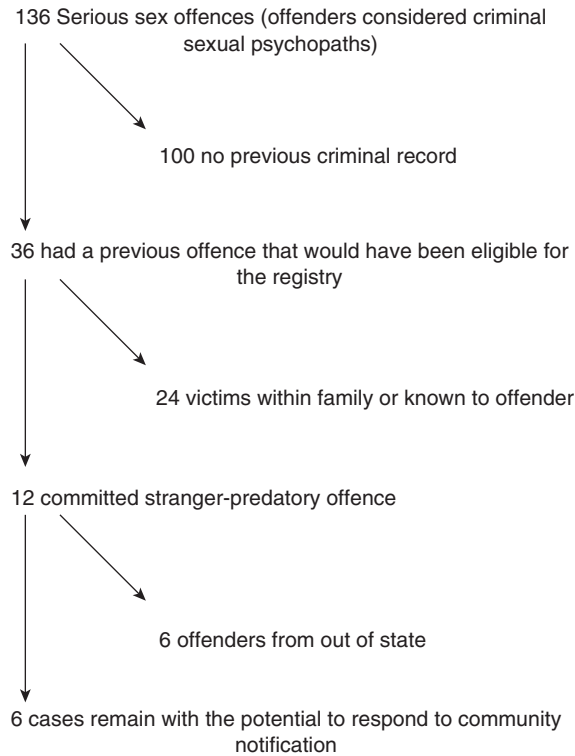 136 Serious sex offences (offenders considered criminal
sexual psychopaths)
100 no previous criminal record
36 had a previous offence that would have been eligible for
the registry
24 victims within family or known to offender
12 committed stranger-predatory offence
6 offenders from out of state
6 cases remain with the potential to respond to community
notification